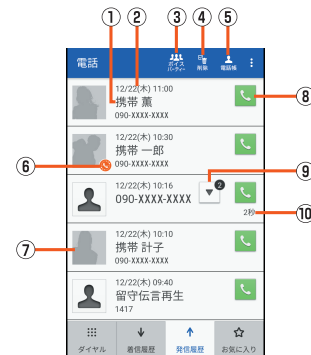 ① ② ③ ④ ⑤
電話 ボイスパーティー 削除 電話帳
12/22(木) 11:00
携帯 薫
090-XXXX-XXXX
⑧
12/22(木) 10:30
携帯 一郎
090-XXXX-XXXX
⑥
⑨
12/22(木) 10:16
090-XXXX-XXXX
2
2秒
⑩
12/22(木) 10:10
携帯 計子
090-XXXX-XXXX
⑦
12/22(木) 09:40
留守伝言再生
1417
ダイヤル 着信履歴 発信履歴 お気に入り